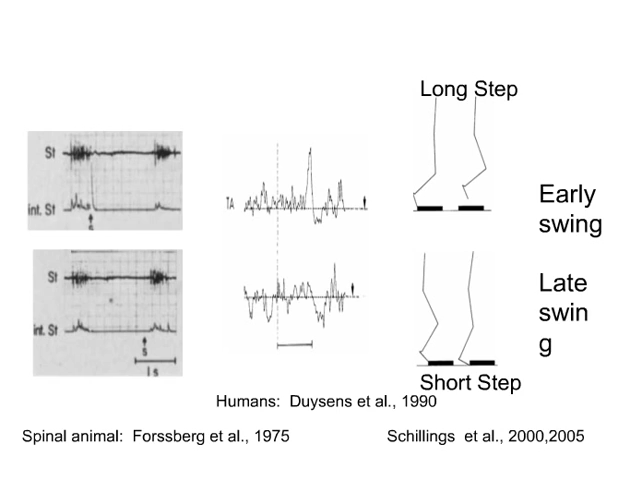 Long Step
St
int. St
s
TA
Early
swing
St
int. St
s
1s
Late
swin
g
Short Step
Humans:  Duysens et al., 1990
Spinal animal:  Forssberg et al., 1975
Schillings  et al., 2000,2005